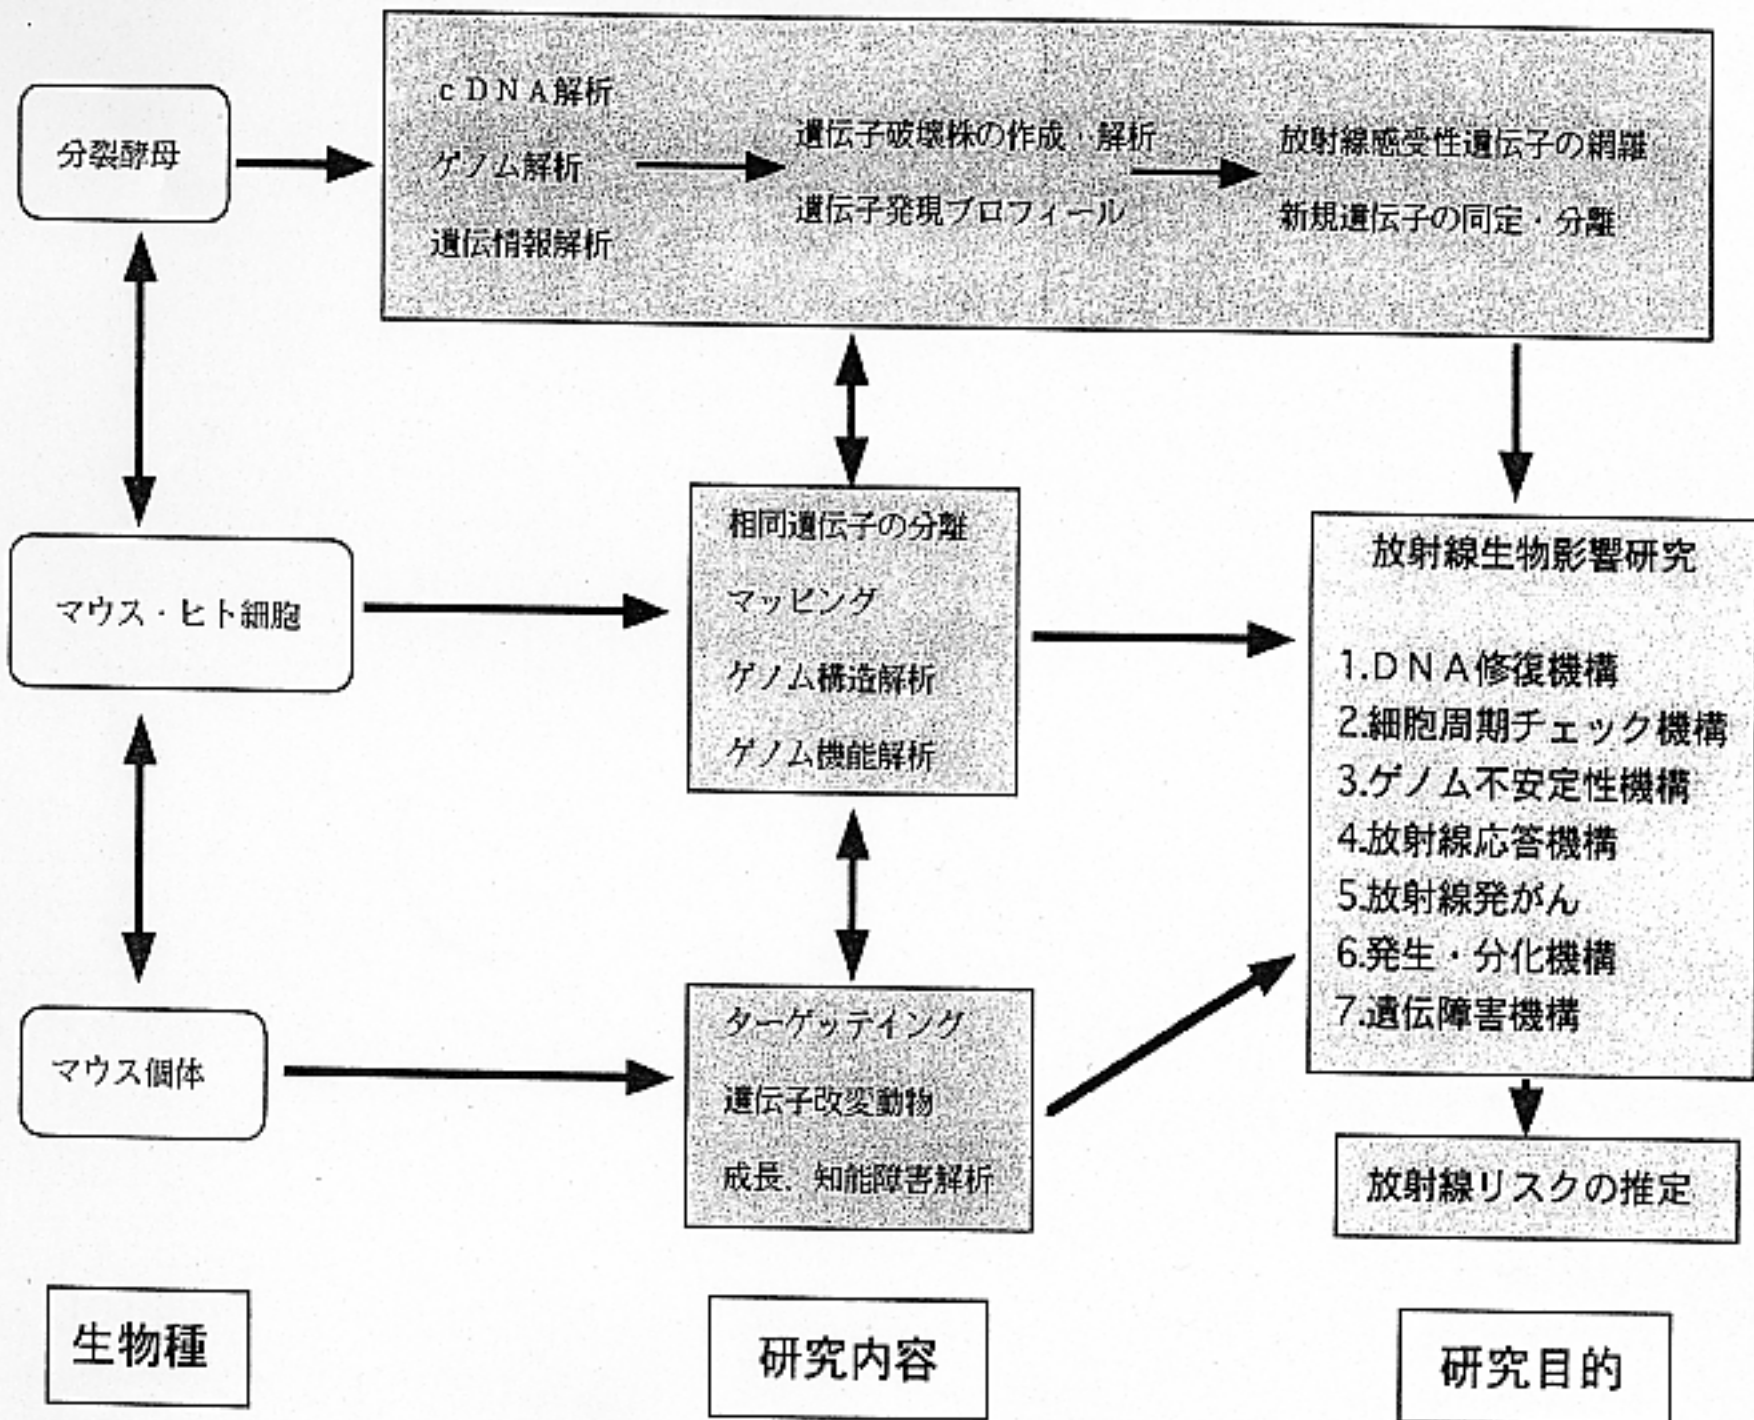 分裂酵母
ｃＤＮＡ解析
ゲノム解析
遺伝情報解析
遺伝子破壊株の作成・解析
遺伝子発現プロフィール
放射線感受性遺伝子の網羅
新規遺伝子の同定・分離
マウス・ヒト細胞
相同遺伝子の分離
マッピング
ゲノム構造解析
ゲノム機能解析
放射線生物影響研究
1.ＤＮＡ修復機構
2.細胞周期チェック機構
3.ゲノム不安定性機構
4.放射線応答機構
5.放射線発がん
6.発生・分化機構
7.遺伝障害機構
マウス個体
ターゲッテイング
遺伝子改変動物
成長、知能障害解析
放射線リスクの推定
生物種
研究内容
研究目的